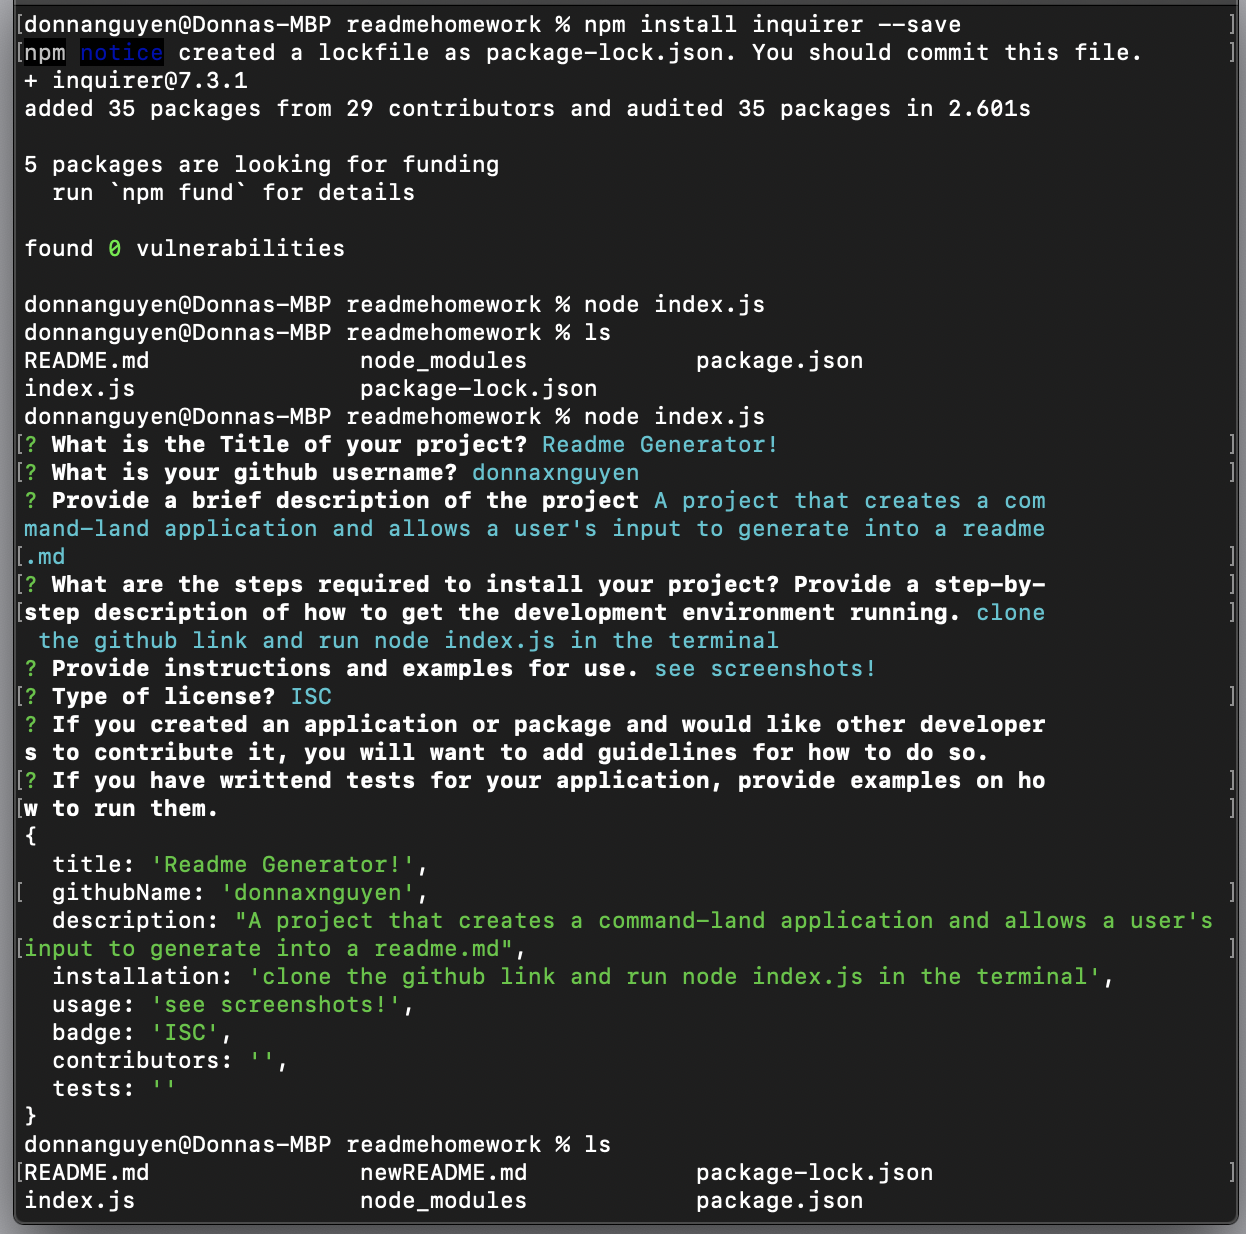 donnanguyen@Donnas-MBP readmehomework % npm install inquirer --save
npm notice created a lockfile as package-lock.json. You should commit this file.
+ inquirer@7.3.1
added 35 packages from 29 contributors and audited 35 packages in 2.601s
5 packages are looking for funding
  run `npm fund` for details
found 0 vulnerabilities
donnanguyen@Donnas-MBP readmehomework % node index.js
donnanguyen@Donnas-MBP readmehomework % ls
README.md               node_modules            package.json
index.js                package-lock.json
donnanguyen@Donnas-MBP readmehomework % node index.js
? What is the Title of your project? Readme Generator!
? What is your github username? donnaxnguyen
? Provide a brief description of the project A project that creates a com
mand-land application and allows a user's input to generate into a readme
.md
? What are the steps required to install your project? Provide a step-by-
step description of how to get the development environment running. clone
 the github link and run node index.js in the terminal
? Provide instructions and examples for use. see screenshots!
? Type of license? ISC
? If you created an application or package and would like other developer
s to contribute it, you will want to add guidelines for how to do so.
? If you have writtend tests for your application, provide examples on ho
w to run them.
{
  title: 'Readme Generator!',
  githubName: 'donnaxnguyen',
  description: "A project that creates a command-land application and allows a user's
input to generate into a readme.md",
  installation: 'clone the github link and run node index.js in the terminal',
  usage: 'see screenshots!',
  badge: 'ISC',
  contributors: '',
  tests: ''
}
donnanguyen@Donnas-MBP readmehomework % ls
README.md               newREADME.md            package-lock.json
index.js                node_modules            package.json